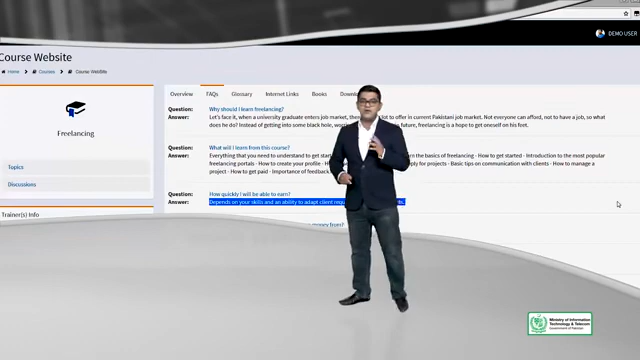 DEMO USER
Course Website
Home Courses Course WebSite
Overview FAQs Glossary Internet Links Books
Freelancing
Topics
Discussions
Trainer(s) Info
Question: Why should I learn freelancing?
Answer: Let's face it, when a university graduate enters job market, to offer in current Pakistani job market. Not everyone can afford, not to have a job, so what
does he do? Instead of getting into some black hole, future, freelancing is a hope to get oneself on his feet.
Question: What will I learn from this course?
Answer: Everything that you need to understand to get the basics of freelancing · How to get started · Introduction to the most popular
freelancing portals · How to create your profile · for projects · Basic tips on communication with clients · How to manage a
project · How to get paid · Importance of feedback
Question: How quickly I will be able to earn?
Answer: Depends on your skills and an ability to adapt client
money from?
Ministry of Information
Technology & Telecom
Government of Pakistan